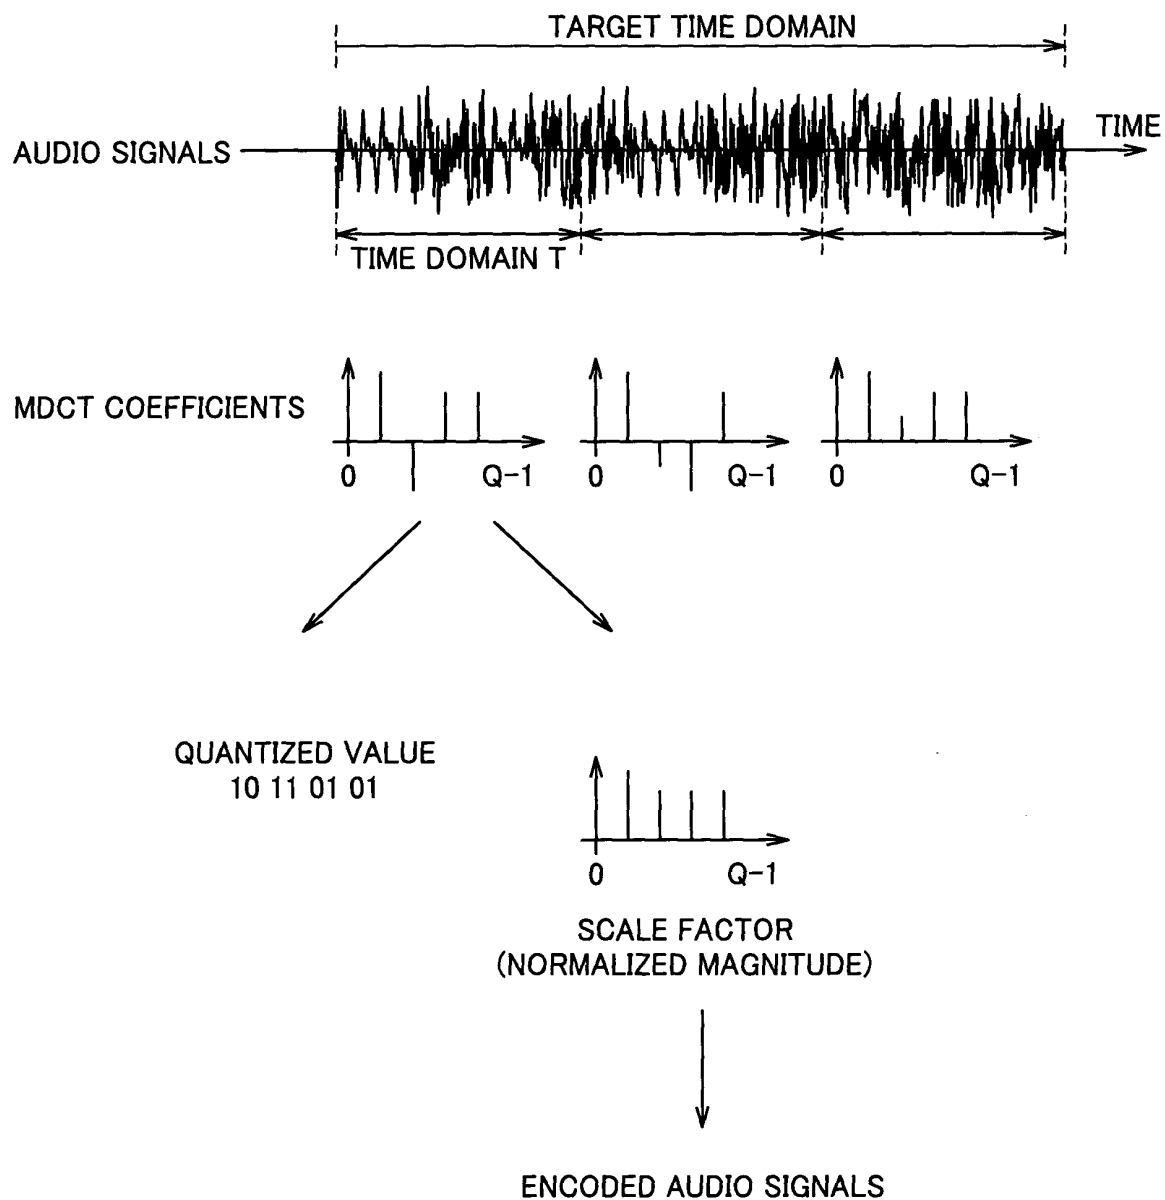 TARGET TIME DOMAIN
TIME
AUDIO SIGNALS
TIME DOMAIN T
MDCT COEFFICIENTS
0 Q-1 0 Q-1 0 Q-1
QUANTIZED VALUE
10 11 01 01
0 Q-1
SCALE FACTOR
(NORMALIZED MAGNITUDE)
ENCODED AUDIO SIGNALS